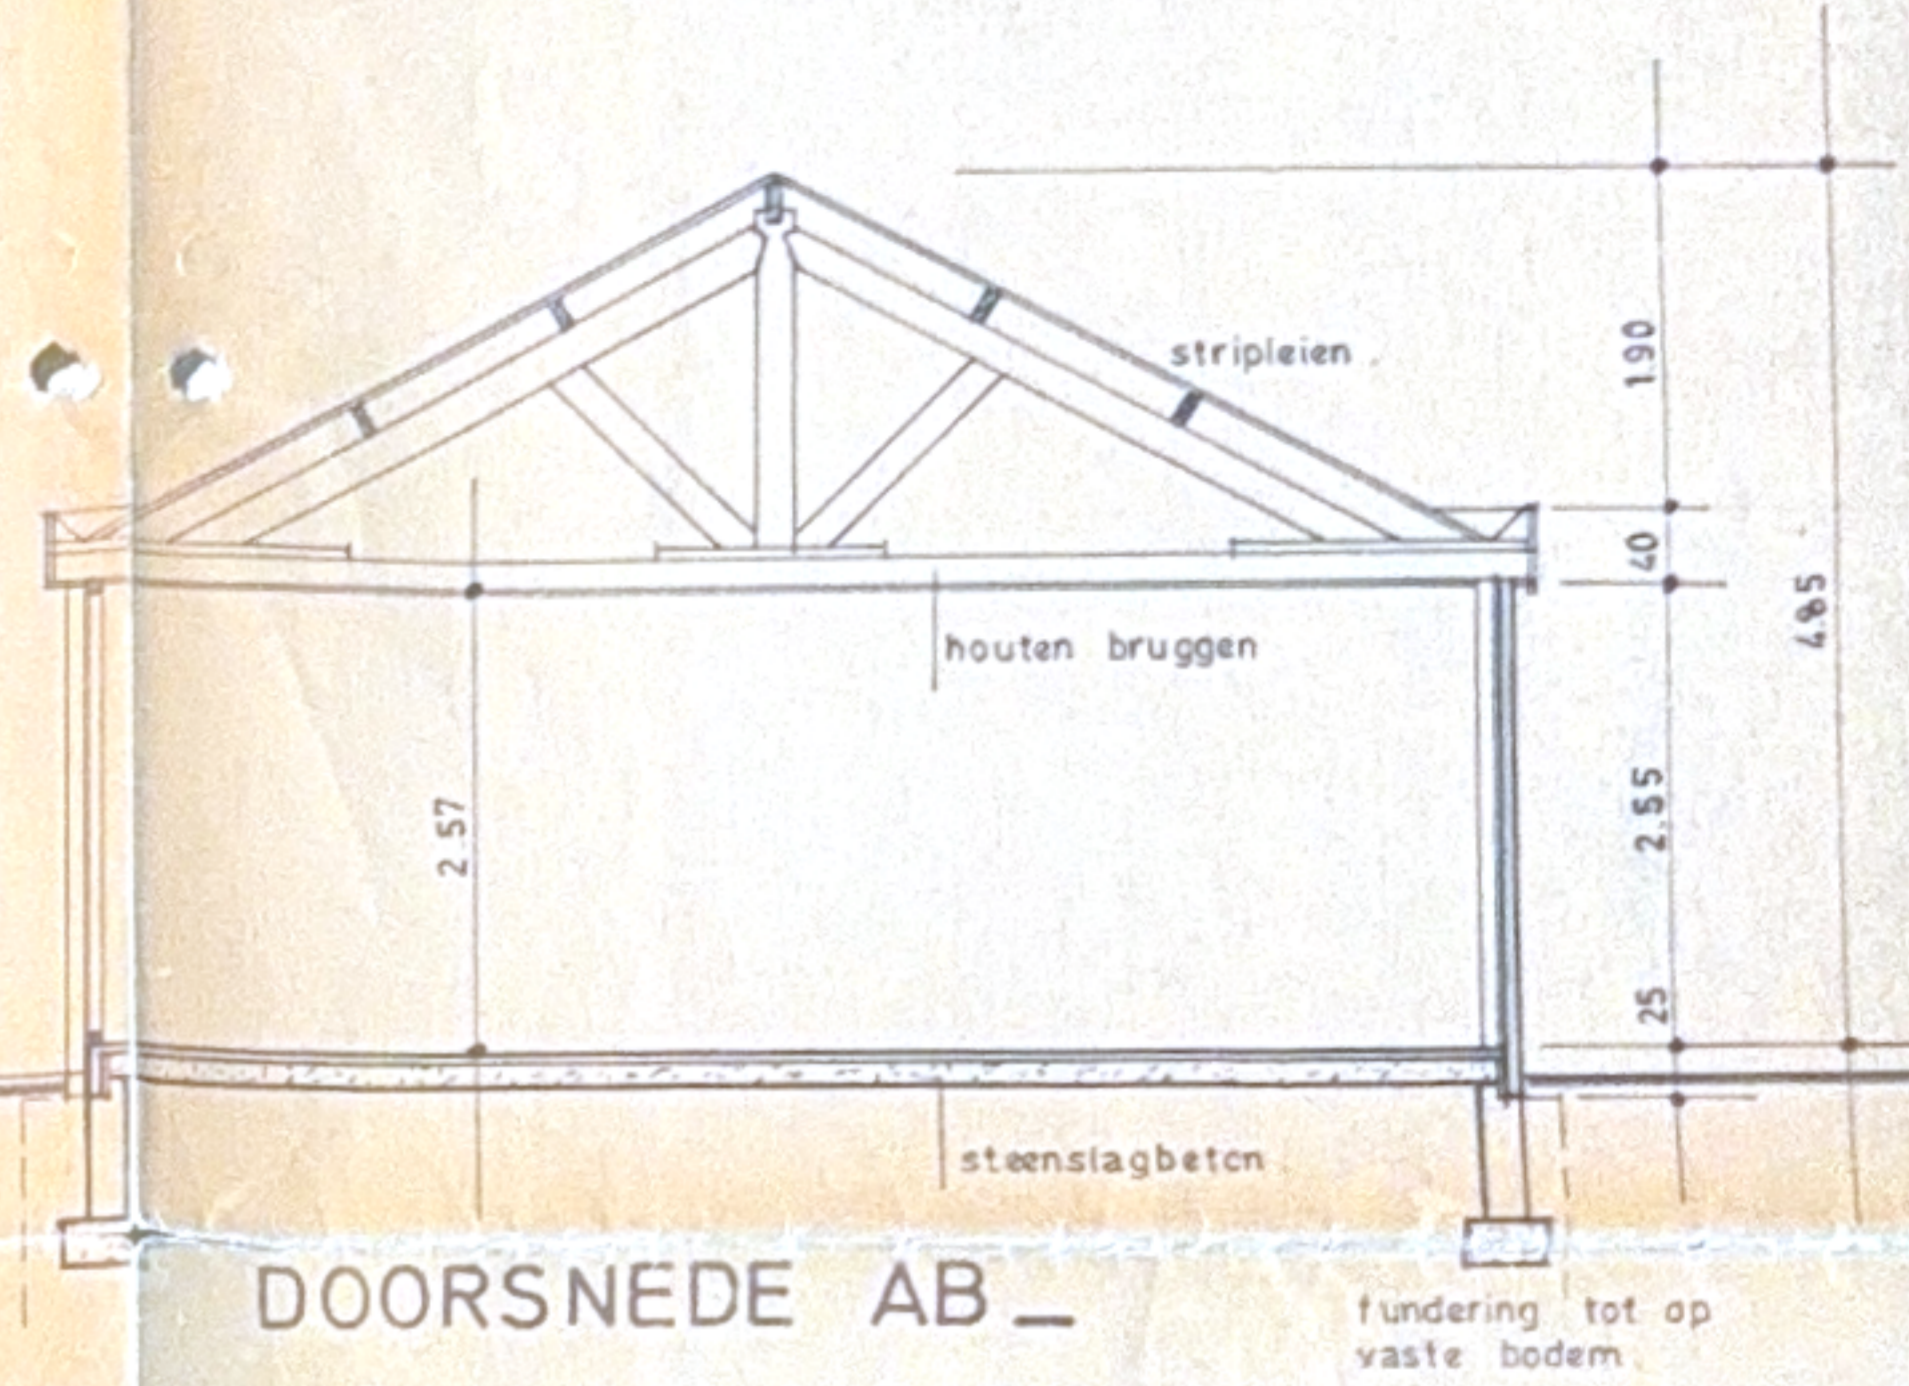 stripleien.
1.90
40
4.85
houten bruggen
2.57
2.55
25
steenslagbeton
DOORSNEDE AB_
fundering tot op
vaste bodem.